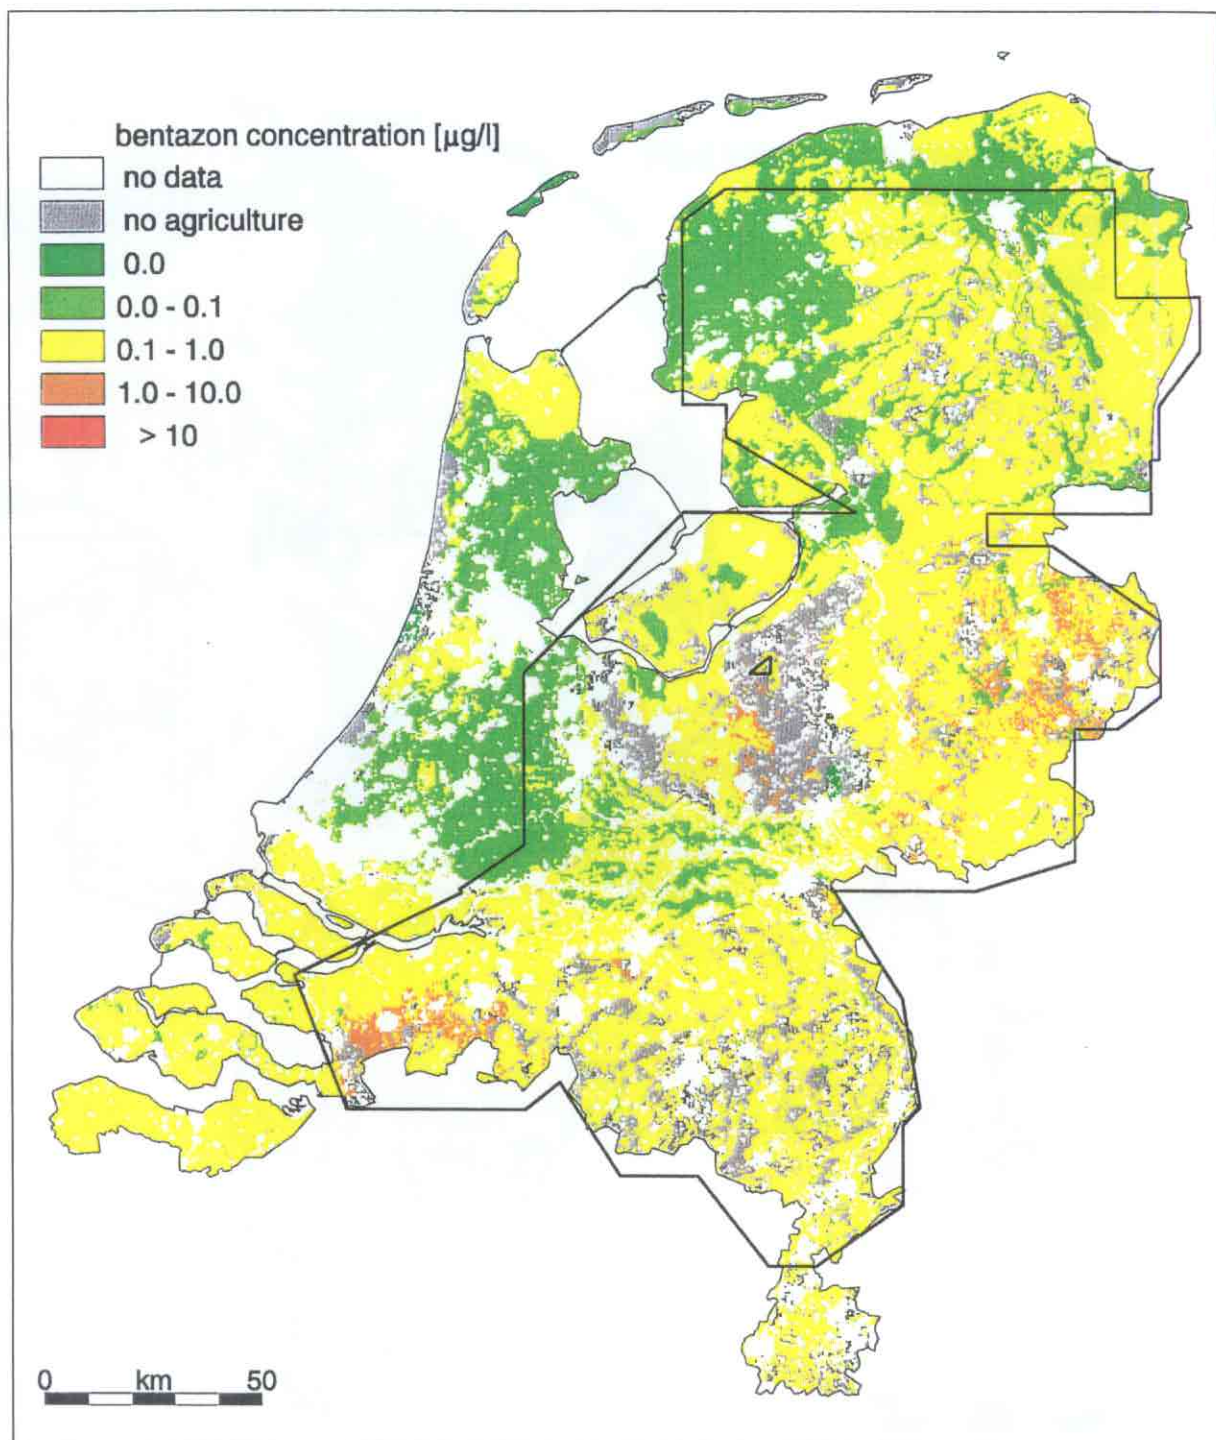 bentazon concentration [µg/l]
no data
no agriculture
0.0
0.0 - 0.1
0.1 - 1.0
1.0 - 10.0
> 10
0 km 50